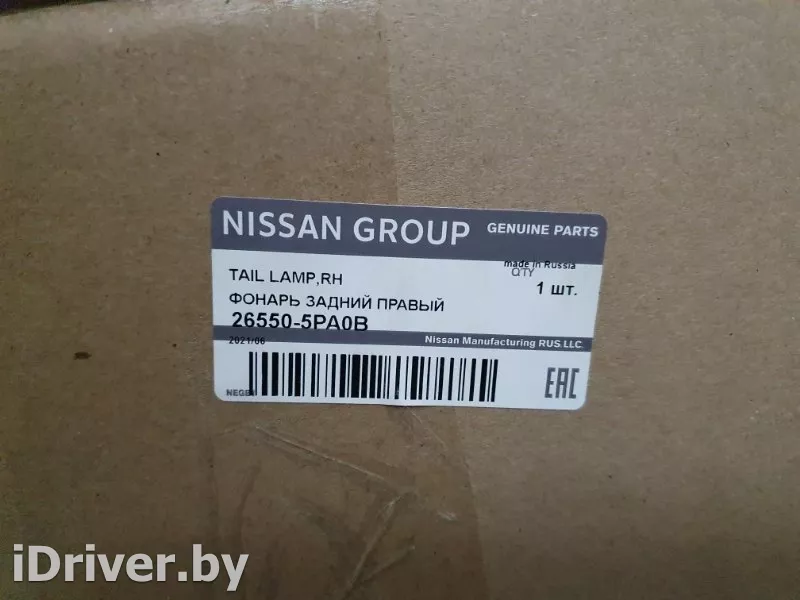 NISSAN GROUP GENUINE PARTS
TAIL LAMP,RH
made in Russia
QTY
1 шт.
ФОНАРЬ ЗАДНИЙ ПРАВЫЙ
26550-5PA0B
Nissan Manufacturing RUS LLC.
2021/06
EAC
iDriver.by